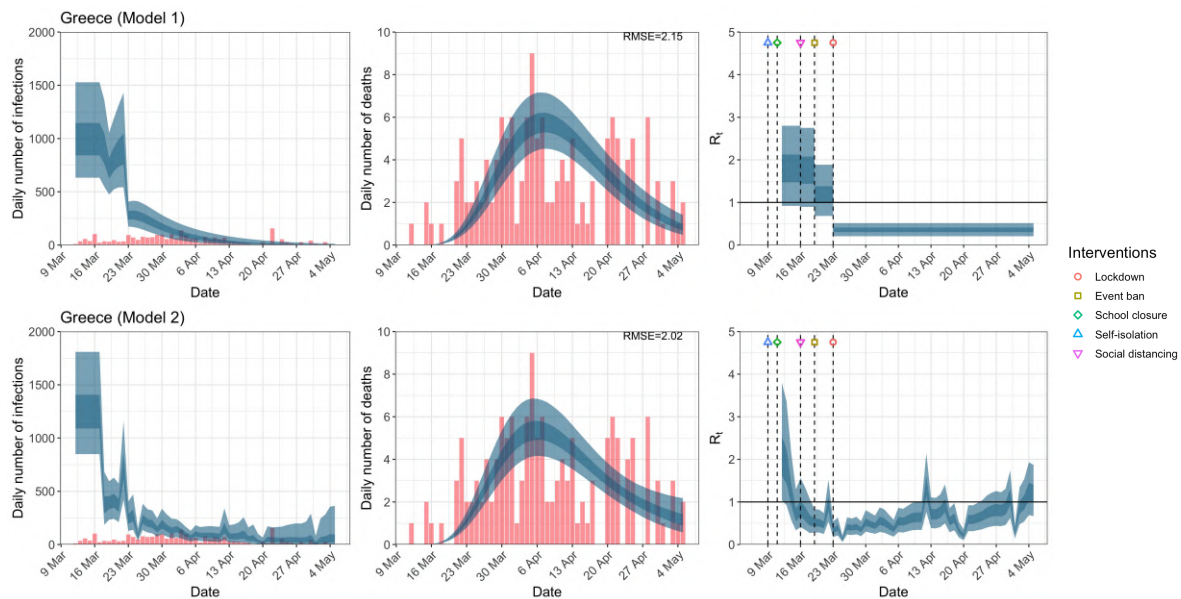 Greece (Model 1)
2000
1500
1000
500
0
Daily number of infections
9 Mar
16 Mar
23 Mar
30 Mar
6 Apr
13 Apr
20 Apr
27 Apr
4 May
Date
10
8
6
4
2
0
Daily number of deaths
RMSE=2.15
9 Mar
16 Mar
23 Mar
30 Mar
6 Apr
13 Apr
20 Apr
27 Apr
4 May
Date
5
4
3
2
1
0
Rt
9 Mar
16 Mar
23 Mar
30 Mar
6 Apr
13 Apr
20 Apr
27 Apr
4 May
Date
Greece (Model 2)
2000
1500
1000
500
0
Daily number of infections
9 Mar
16 Mar
23 Mar
30 Mar
6 Apr
13 Apr
20 Apr
27 Apr
4 May
Date
10
8
6
4
2
0
Daily number of deaths
RMSE=2.02
9 Mar
16 Mar
23 Mar
30 Mar
6 Apr
13 Apr
20 Apr
27 Apr
4 May
Date
5
4
3
2
1
0
Rt
9 Mar
16 Mar
23 Mar
30 Mar
6 Apr
13 Apr
20 Apr
27 Apr
4 May
Date
Interventions
Lockdown
Event ban
School closure
Self-isolation
Social distancing